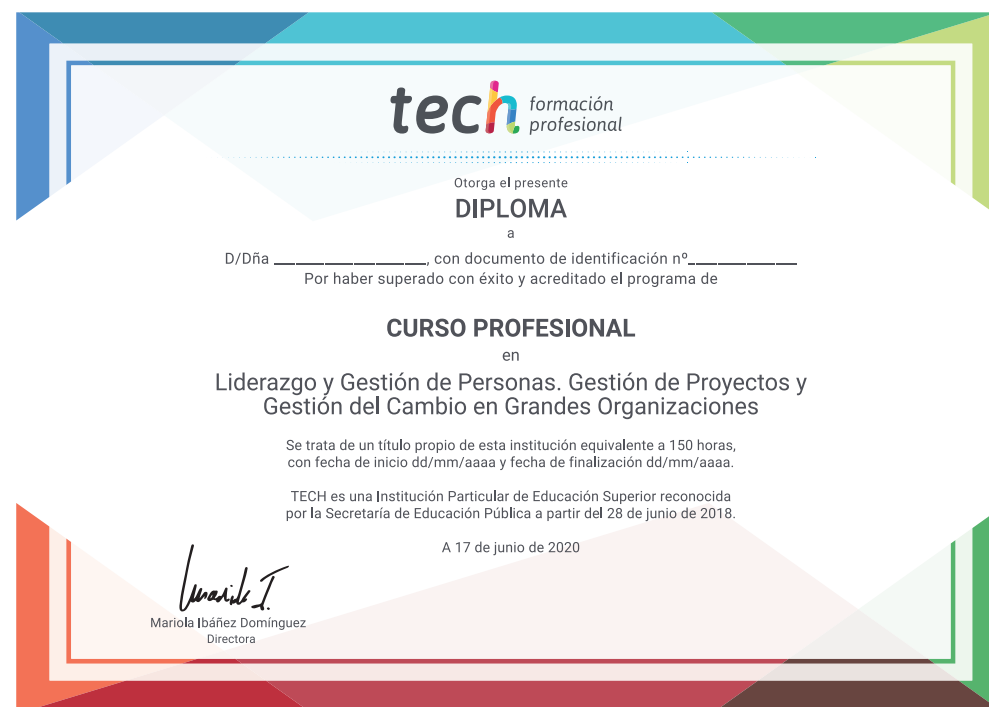 tech formación
profesional
Otorga el presente
DIPLOMA
a
D/Dña ____________________, con documento de identificación nº______________
Por haber superado con éxito y acreditado el programa de
CURSO PROFESIONAL
en
Liderazgo y Gestión de Personas. Gestión de Proyectos y
Gestión del Cambio en Grandes Organizaciones
Se trata de un título propio de esta institución equivalente a 150 horas,
con fecha de inicio dd/mm/aaaa y fecha de finalización dd/mm/aaaa.
TECH es una Institución Particular de Educación Superior reconocida
por la Secretaría de Educación Pública a partir del 28 de junio de 2018.
A 17 de junio de 2020
Mariola I.
Mariola Ibáñez Domínguez
Directora